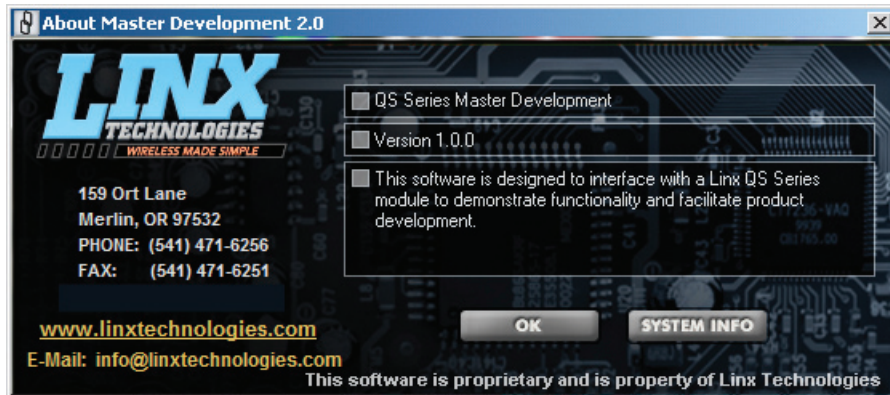 About Master Development 2.0
LINX
TECHNOLOGIES
WIRELESS MADE SIMPLE
159 Ort Lane
Merlin, OR 97532
PHONE: (541) 471-6256
FAX: (541) 471-6251
www.linxtechnologies.com
E-Mail: info@linxtechnologies.com
QS Series Master Development
Version 1.0.0
This software is designed to interface with a Linx QS Series
module to demonstrate functionality and facilitate product
development.
OK
SYSTEM INFO
This software is proprietary and is property of Linx Technologies